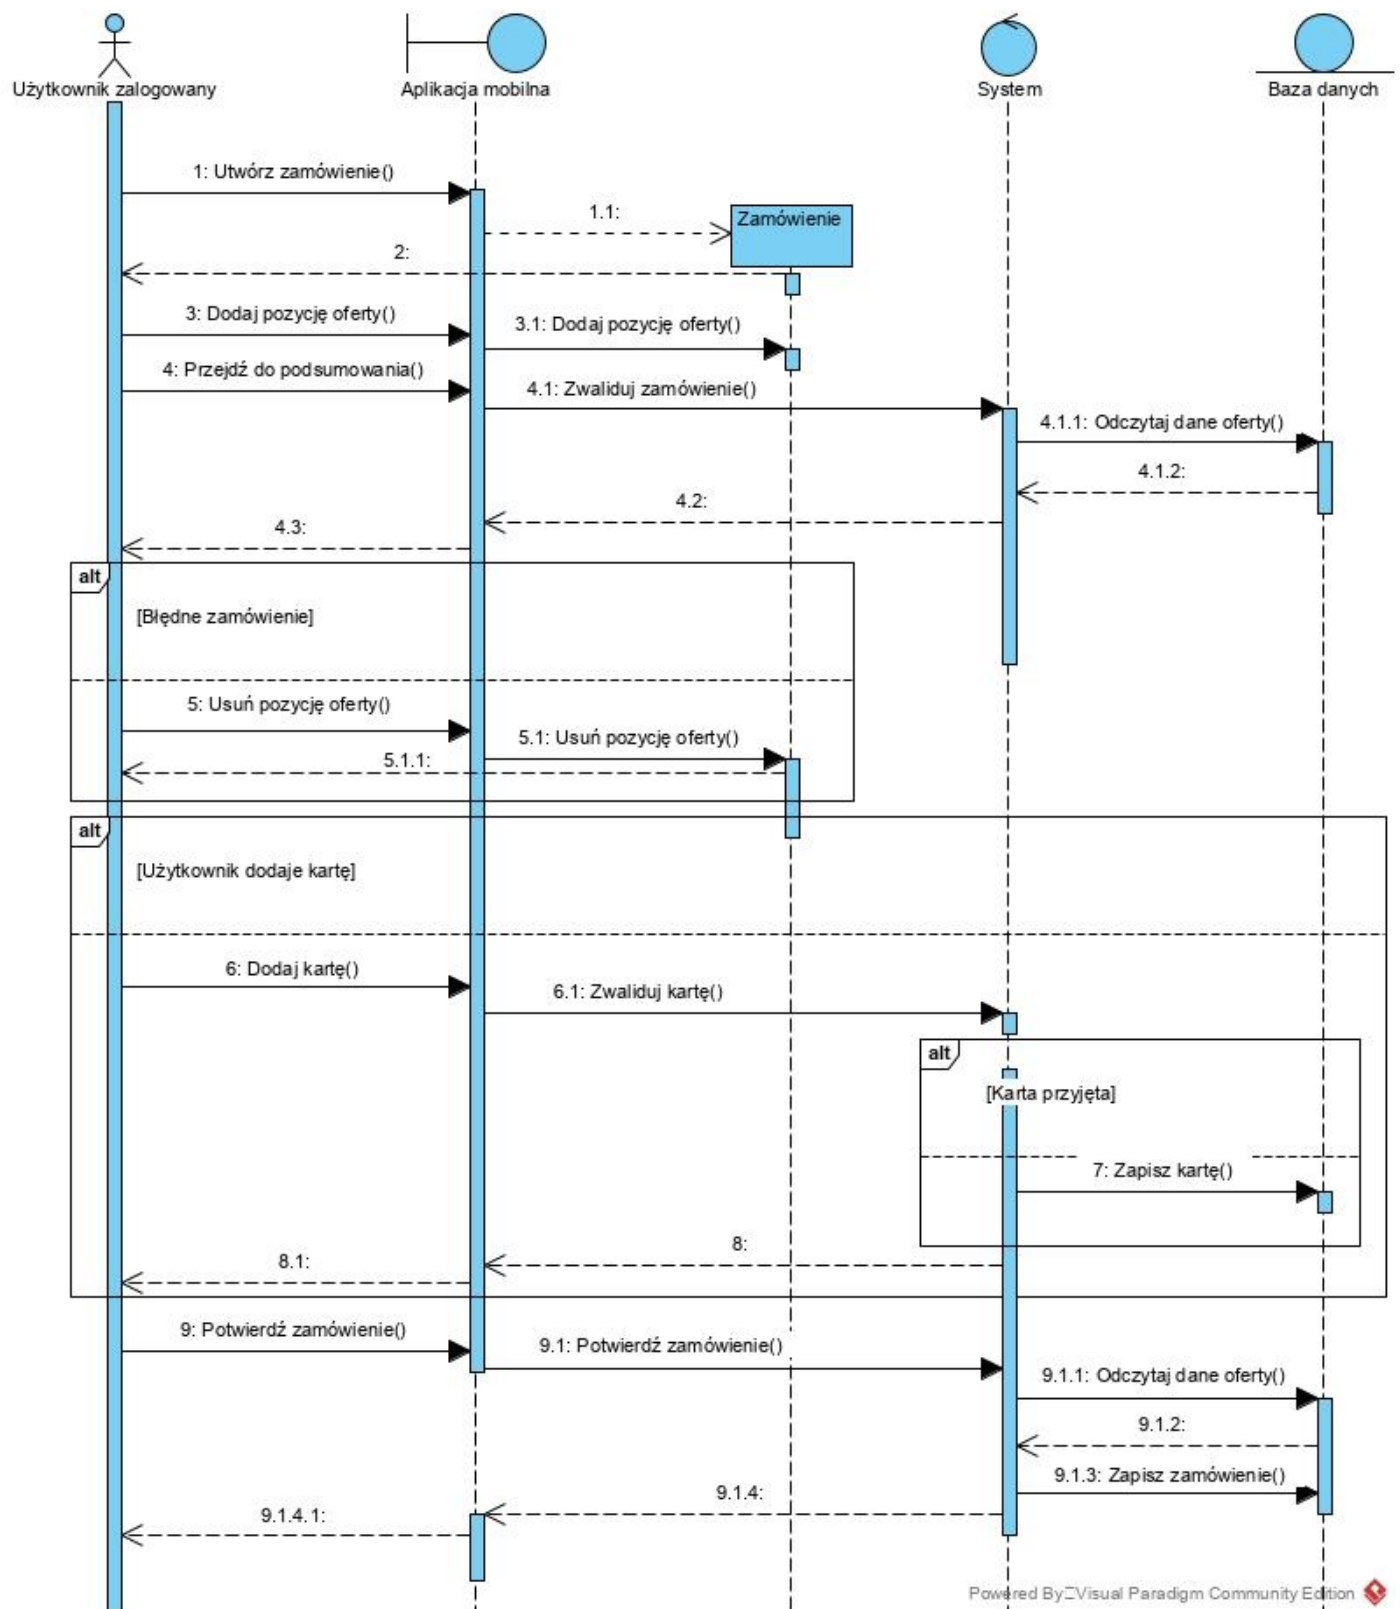 Użytkownik zalogowany
Aplikacja mobilna
System
Baza danych
1: Utwórz zamówienie()
1.1:
Zamówienie
2:
3: Dodaj pozycję oferty()
3.1: Dodaj pozycję oferty()
4: Przejdź do podsumowania()
4.1: Zwaliduj zamówienie()
4.1.1: Odczytaj dane oferty()
4.1.2:
4.2:
4.3:
alt
[Błędne zamówienie]
5: Usuń pozycję oferty()
5.1: Usuń pozycję oferty()
5.1.1:
alt
[Użytkownik dodaje kartę]
6: Dodaj kartę()
6.1: Zwaliduj kartę()
alt
[Karta przyjęta]
7: Zapisz kartę()
8:
8.1:
9: Potwierdź zamówienie()
9.1: Potwierdź zamówienie()
9.1.1: Odczytaj dane oferty()
9.1.2:
9.1.3: Zapisz zamówienie()
9.1.4:
9.1.4.1:
Powered By Visual Paradigm Community Edition